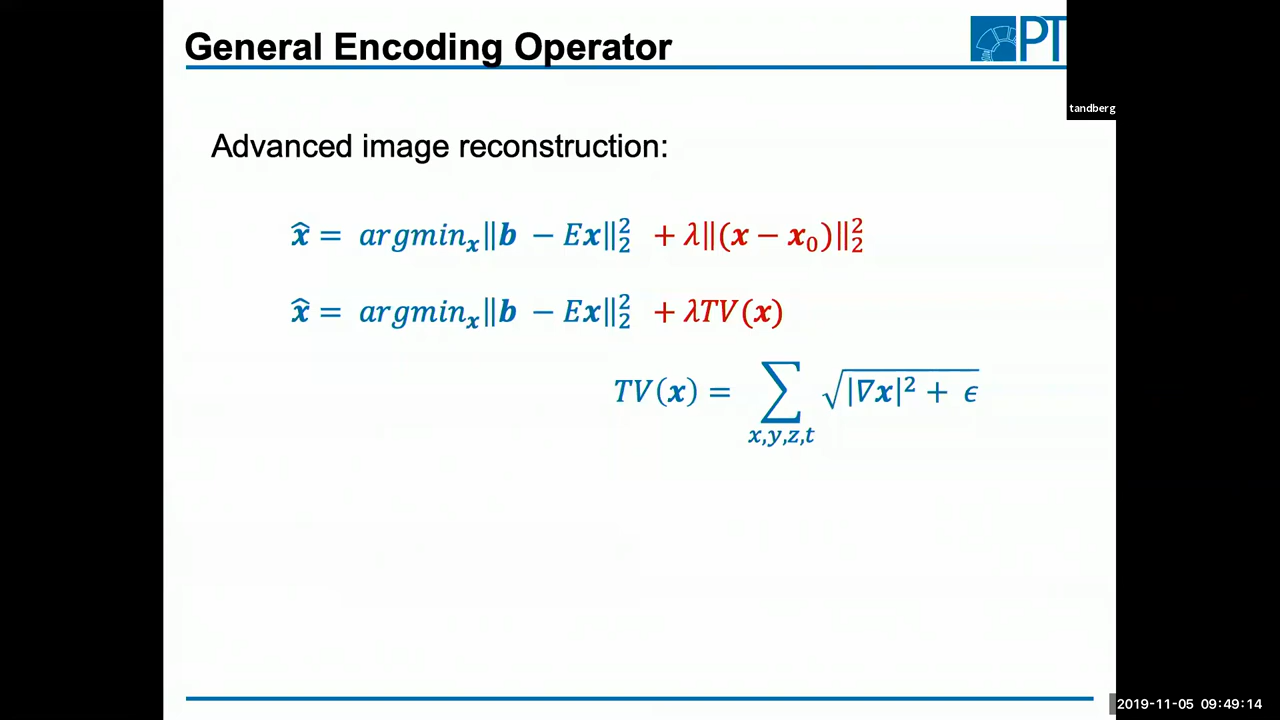 General Encoding Operator
PT
tandberg
Advanced image reconstruction:
x̂ = argminₓ‖b − Ex‖₂² + λ‖(x − x₀)‖₂²
x̂ = argminₓ‖b − Ex‖₂² + λTV(x)
TV(x) = ∑ x,y,z,t √(|∇x|² + ϵ)
2019-11-05 09:49:14